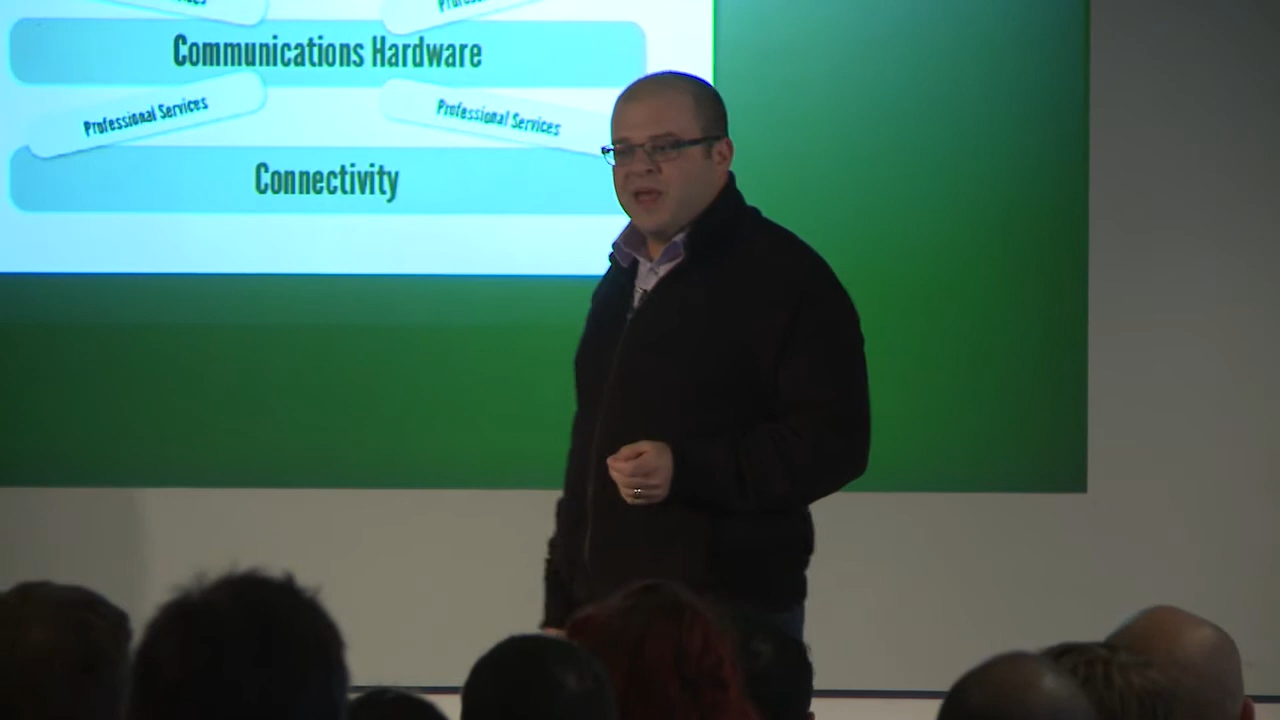 Communications Hardware
Professional Services
Professional Services
Connectivity